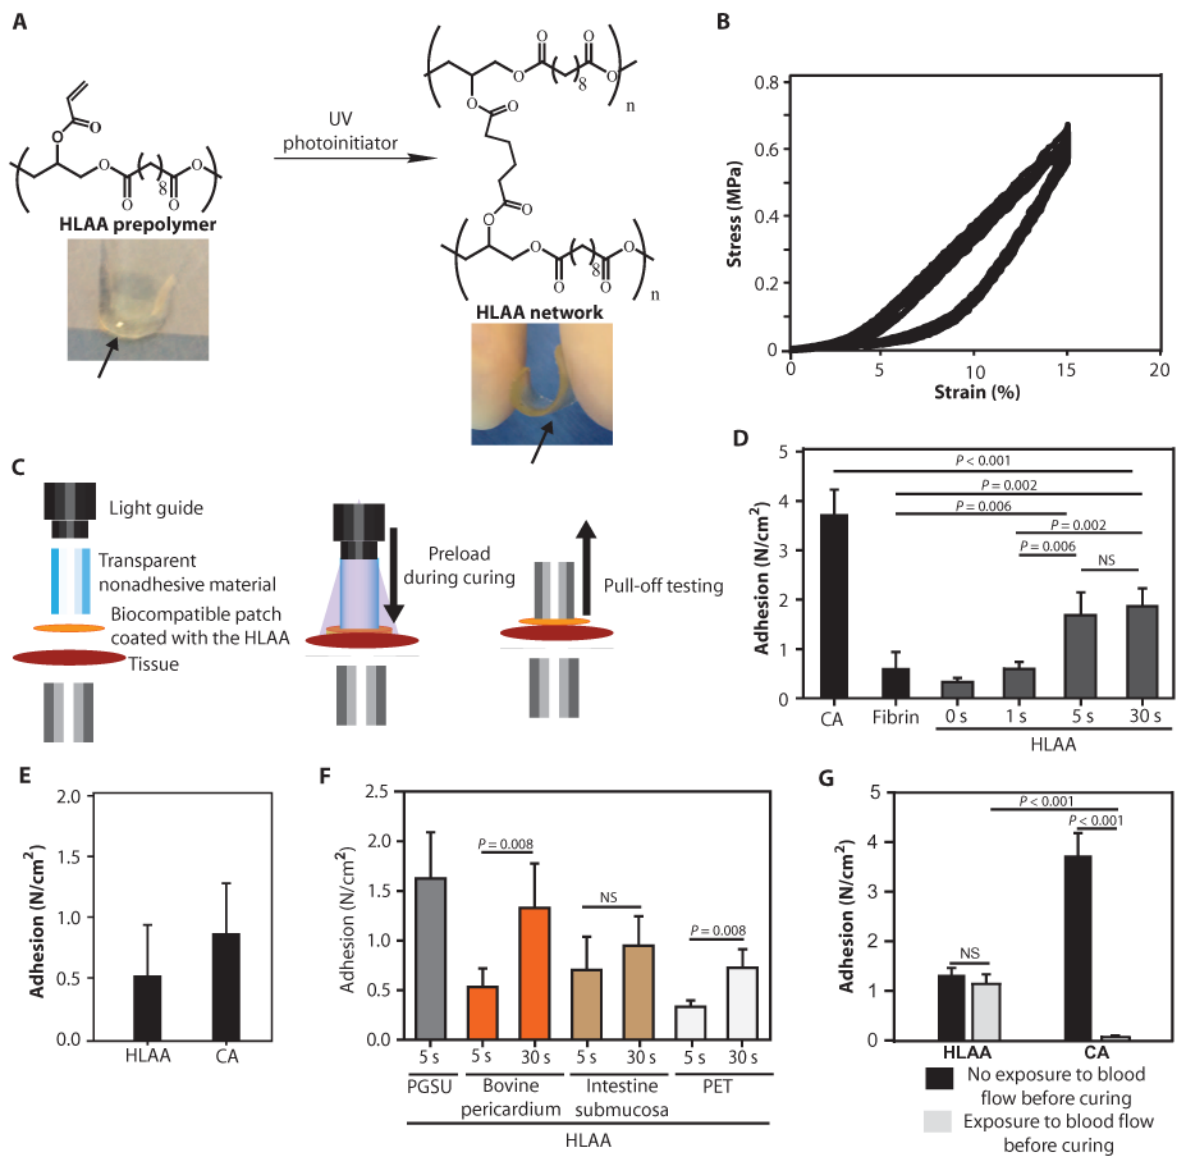 A
O
O
O
O
O
8
O
n
HLAA prepolymer
UV
photoinitiator
O
O
O
8
O
O
n
O
O
O
O
O
O
8
O
O
n
HLAA network
B
Stress (MPa)
0.8
0.6
0.4
0.2
0
0
5
10
15
20
Strain (%)
C
Light guide
Transparent
nonadhesive material
Biocompatible patch
coated with the HLAA
Tissue
Preload
during curing
Pull-off testing
D
Adhesion (N/cm²)
5
4
3
2
1
0
P < 0.001
P = 0.002
P = 0.006
P = 0.002
P = 0.006
NS
CA
Fibrin
0 s
1 s
5 s
30 s
HLAA
E
Adhesion (N/cm²)
2.0
1.5
1.0
0.5
0.0
HLAA
CA
F
Adhesion (N/cm²)
2.5
2.0
1.5
1.0
0.5
0.0
P = 0.008
NS
P = 0.008
5 s
5 s
30 s
5 s
30 s
5 s
30 s
PGSU
Bovine
pericardium
Intestine
submucosa
PET
HLAA
G
Adhesion (N/cm²)
5
4
3
2
1
0
P < 0.001
P < 0.001
NS
HLAA
CA
No exposure to blood
flow before curing
Exposure to blood flow
before curing